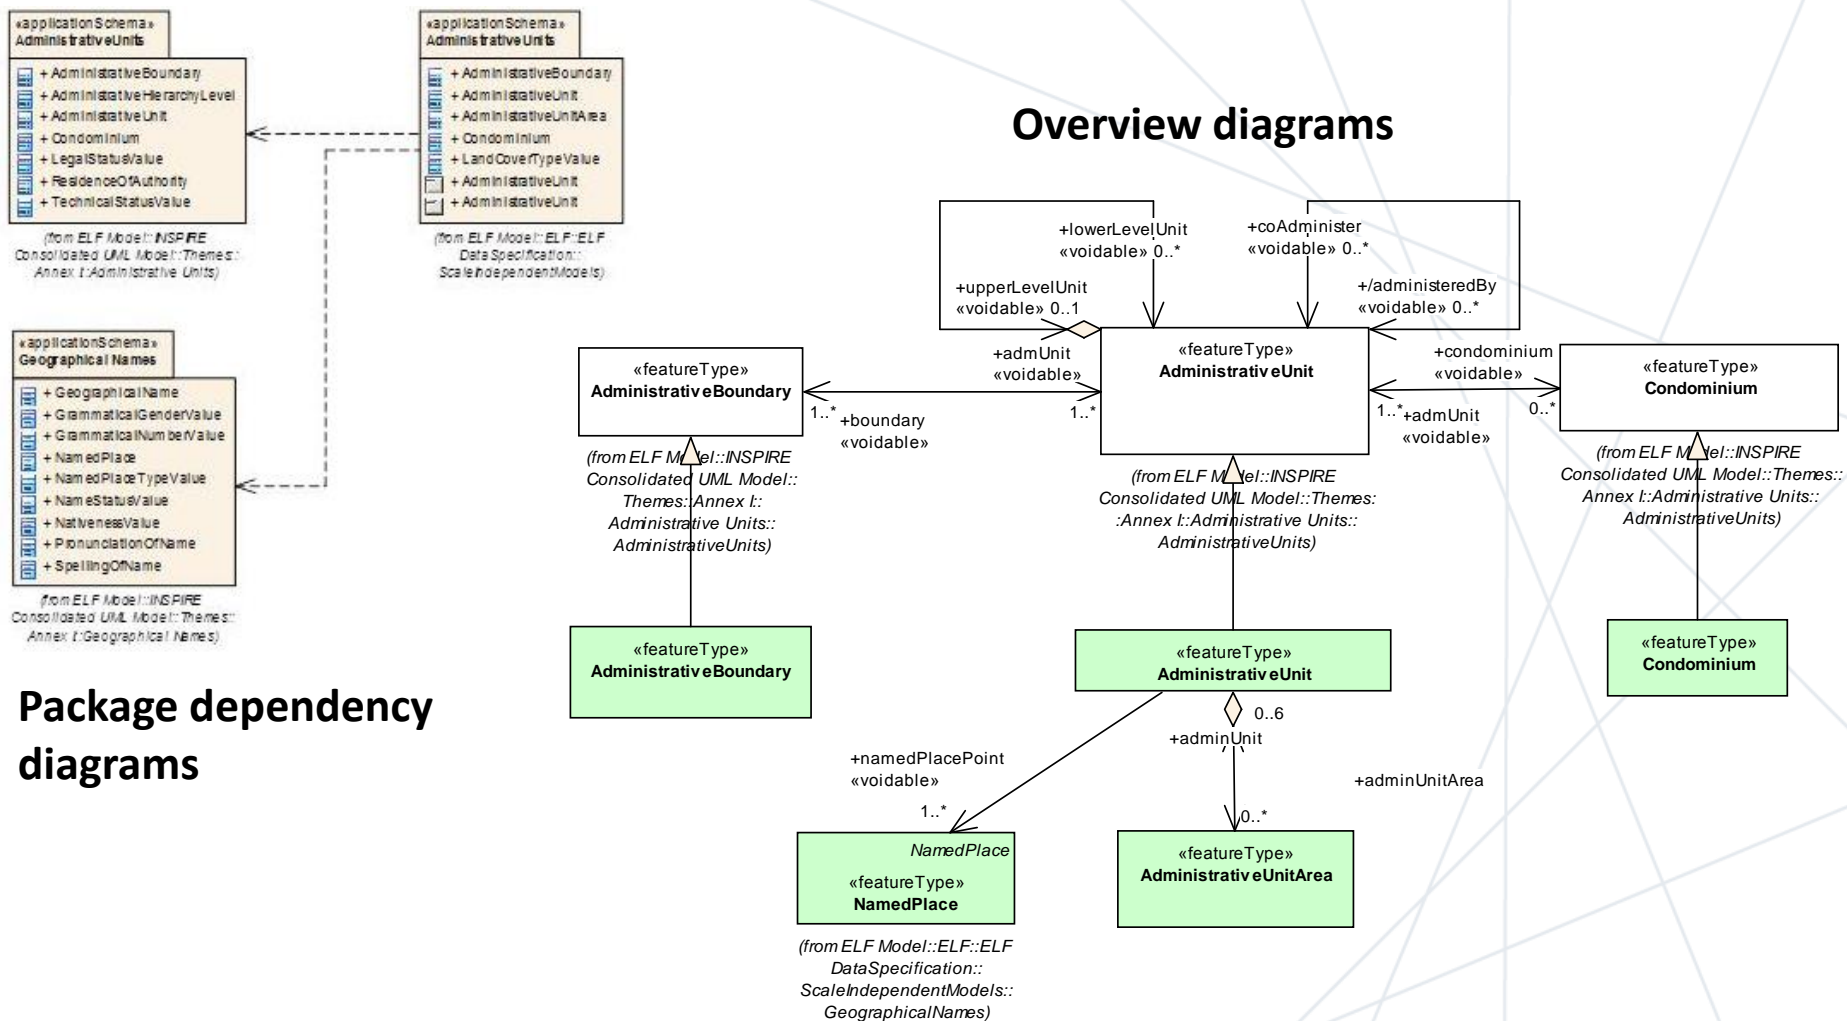 «applicationSchema»
AdministrativeUnits
+ AdministrativeBoundary
+ AdministrativeHierarchyLevel
+ AdministrativeUnit
+ Condominium
+ LegalStatusValue
+ ResidenceOfAuthority
+ TechnicalStatusValue
(from ELF Model::INSPIRE
Consolidated UML Model::Themes::
Annex I::Administrative Units)
«applicationSchema»
AdministrativeUnits
+ AdministrativeBoundary
+ AdministrativeUnit
+ AdministrativeUnitArea
+ Condominium
+ LandCoverTypeValue
+ AdministrativeUnit
+ AdministrativeUnit
(from ELF Model::ELF::ELF
DataSpecification::
ScaleIndependentModels)
«applicationSchema»
Geographical Names
+ GeographicalName
+ GrammaticalGenderValue
+ GrammaticalNumberValue
+ NamedPlace
+ NamedPlaceTypeValue
+ NameStatusValue
+ NativenessValue
+ PronunciationOfName
+ SpellingOfName
(from ELF Model::INSPIRE
Consolidated UML Model::Themes::
Annex I::Geographical Names)
Package dependency
diagrams
Overview diagrams
+lowerLevelUnit
«voidable» 0..*
+coAdminister
«voidable» 0..*
+upperLevelUnit
«voidable» 0..1
+/administeredBy
«voidable» 0..*
«featureType»
AdministrativeBoundary
+admUnit
«voidable»
1..*
+boundary
«voidable»
1..*
«featureType»
AdministrativeUnit
+condominium
«voidable»
1..*
+admUnit
«voidable»
0..*
«featureType»
Condominium
(from ELF Model::INSPIRE
Consolidated UML Model::
Themes::Annex I::
Administrative Units::
AdministrativeUnits)
(from ELF Model::INSPIRE
Consolidated UML Model::Themes:
:Annex I::Administrative Units::
AdministrativeUnits)
(from ELF Model::INSPIRE
Consolidated UML Model::Themes::
Annex I::Administrative Units::
AdministrativeUnits)
«featureType»
AdministrativeBoundary
«featureType»
AdministrativeUnit
«featureType»
Condominium
0..6
+adminUnit
+namedPlacePoint
«voidable»
1..*
+adminUnitArea
0..*
NamedPlace
«featureType»
NamedPlace
«featureType»
AdministrativeUnitArea
(from ELF Model::ELF::ELF
DataSpecification::
ScaleIndependentModels::
GeographicalNames)